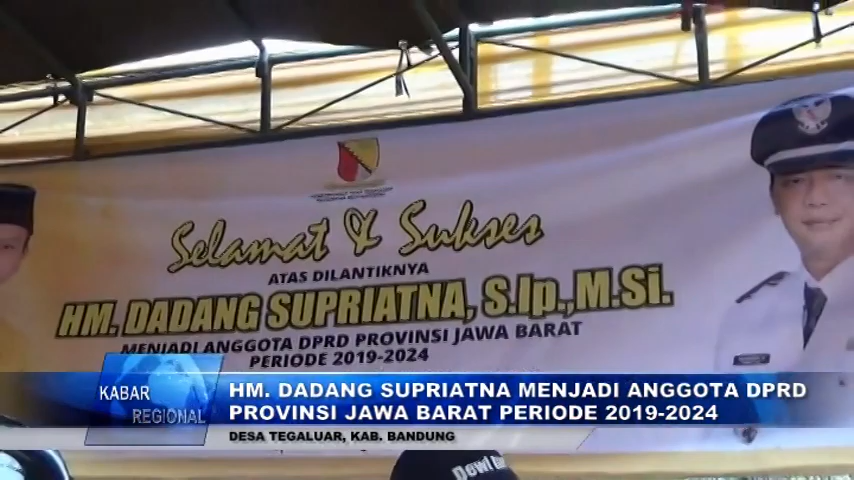 Selamat & Sukses
ATAS DILANTIKNYA
HM. DADANG SUPRIATNA, S.Ip.,M.Si.
MENJADI ANGGOTA DPRD PROVINSI JAWA BARAT
PERIODE 2019-2024
KABAR
REGIONAL
HM. DADANG SUPRIATNA MENJADI ANGGOTA DPRD
PROVINSI JAWA BARAT PERIODE 2019-2024
DESA TEGALUAR, KAB. BANDUNG
Dewi